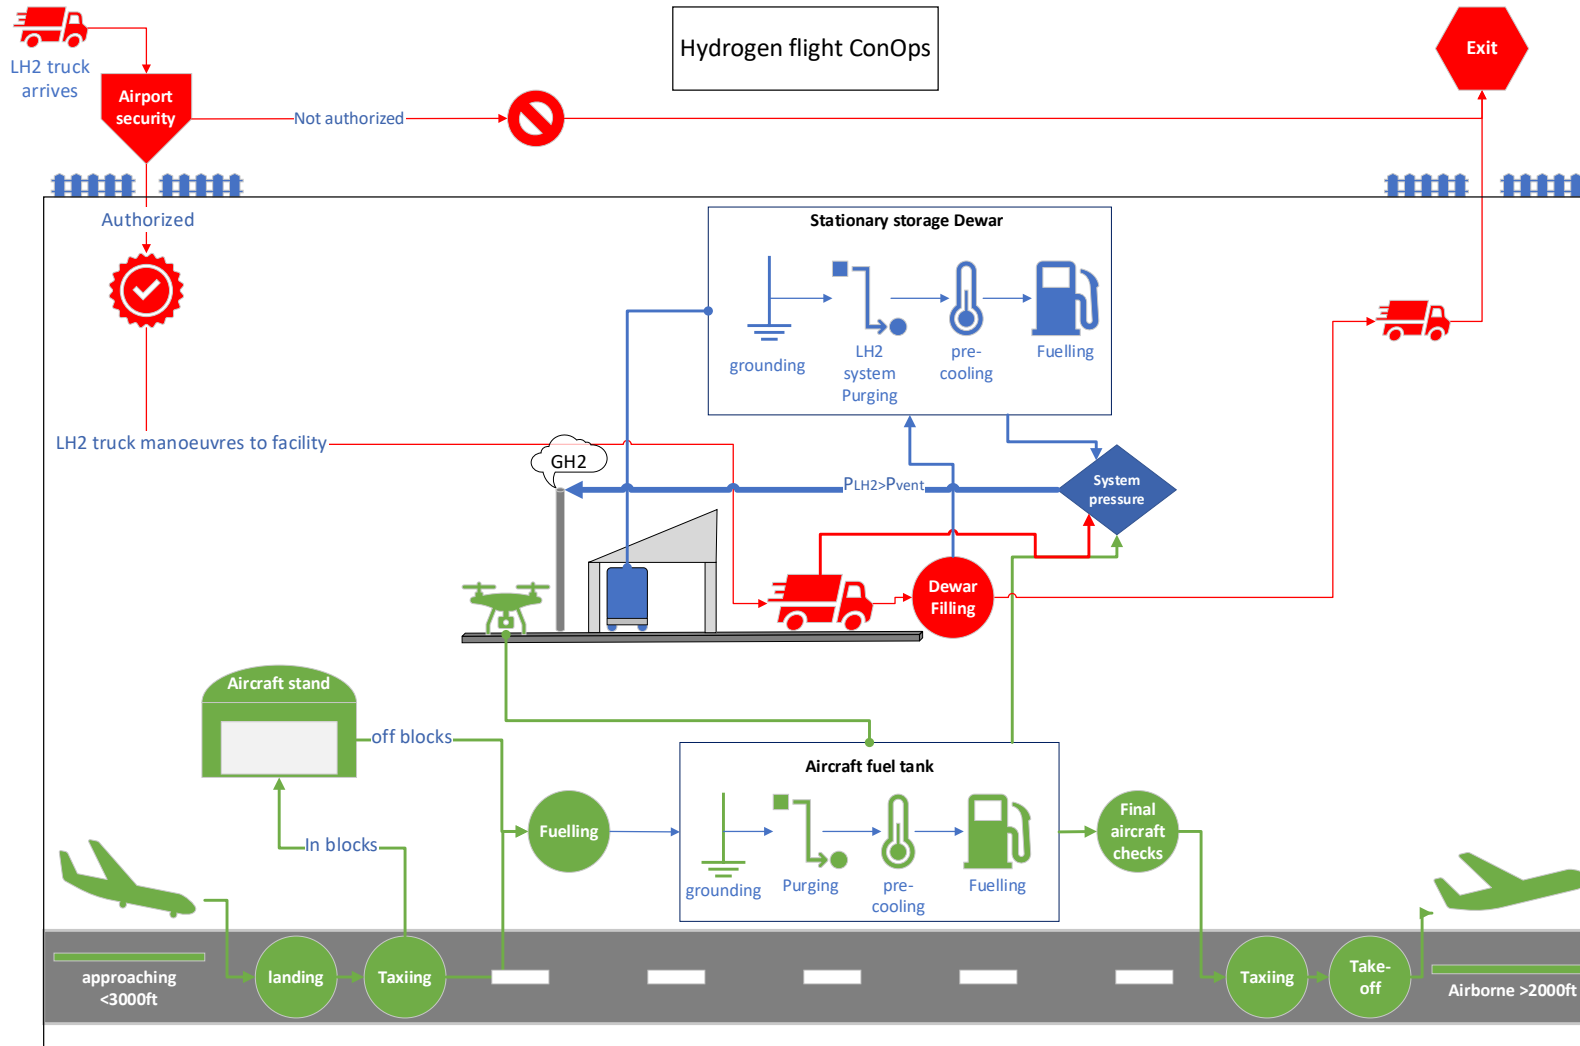 Hydrogen flight ConOps
LH2 truck
arrives
Airport
security
Not authorized
Exit
Authorized
Stationary storage Dewar
grounding
LH2
system
Purging
pre-
cooling
Fuelling
LH2 truck manoeuvres to facility
GH2
PLH2>Pvent
System
pressure
Dewar
Filling
Aircraft stand
off blocks
In blocks
Fuelling
Aircraft fuel tank
grounding
Purging
pre-
cooling
Fuelling
Final
aircraft
checks
approaching
<3000ft
landing
Taxiing
Taxiing
Take-
off
Airborne >2000ft